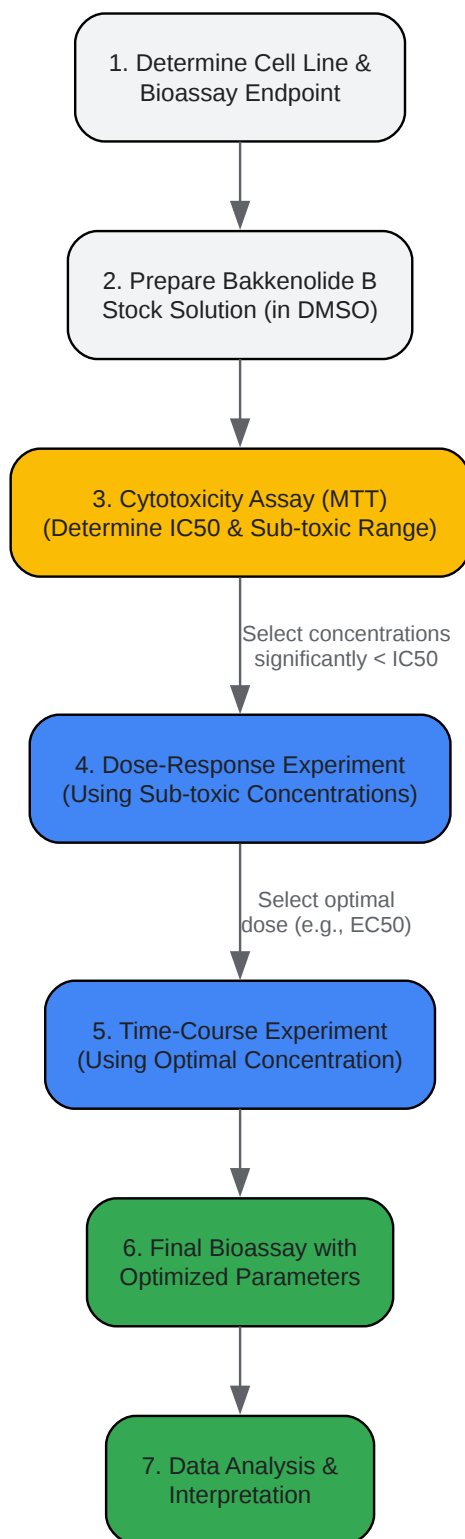 1. Determine Cell Line &
Bioassay Endpoint
2. Prepare Bakkenolide B
Stock Solution (in DMSO)
3. Cytotoxicity Assay (MTT)
(Determine IC50 & Sub-toxic Range)
Select concentrations
significantly < IC50
4. Dose-Response Experiment
(Using Sub-toxic Concentrations)
Select optimal
dose (e.g., EC50)
5. Time-Course Experiment
(Using Optimal Concentration)
6. Final Bioassay with
Optimized Parameters
7. Data Analysis &
Interpretation